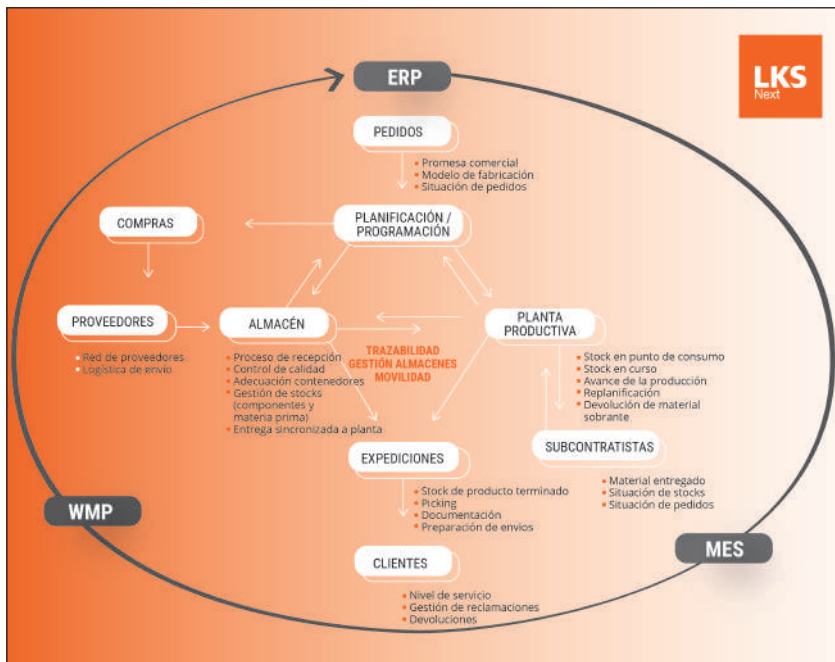 ERP
LKS
Next
PEDIDOS
Promesa comercial
Modelo de fabricación
Situación de pedidos
COMPRAS
PLANIFICACIÓN /
PROGRAMACIÓN
PROVEEDORES
Red de proveedores
Logística de envío
ALMACÉN
Proceso de recepción
Control de calidad
Adecuación contenedores
Gestión de stocks
(componentes y
materia prima)
Entrega sincronizada a planta
TRAZABILIDAD
GESTIÓN ALMACENES
MOVILIDAD
PLANTA
PRODUCTIVA
Stock en punto de consumo
Stock en curso
Avance de la producción
Replanificación
Devolución de material
sobrante
SUBCONTRATISTAS
Material entregado
Situación de stocks
Situación de pedidos
EXPEDICIONES
Stock de producto terminado
Picking
Documentación
Preparación de envios
WMP
MES
CLIENTES
Nivel de servicio
Gestión de reclamaciones
Devoluciones